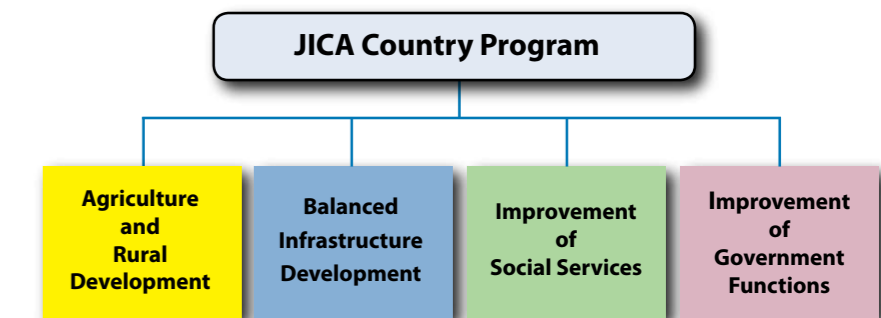 JICA Country Program
Agriculture
and
Rural
Development
Balanced
Infrastructure
Development
Improvement
of
Social Services
Improvement
of
Government
Functions